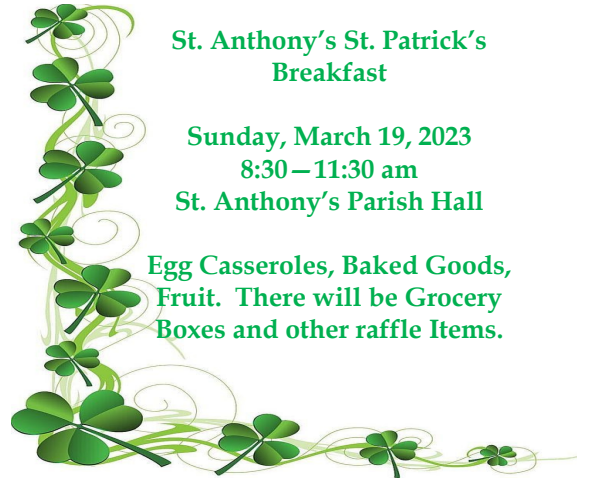 St. Anthony’s St. Patrick’s
Breakfast
Sunday, March 19, 2023
8:30—11:30 am
St. Anthony’s Parish Hall
Egg Casseroles, Baked Goods,
Fruit.  There will be Grocery
Boxes and other raffle Items.